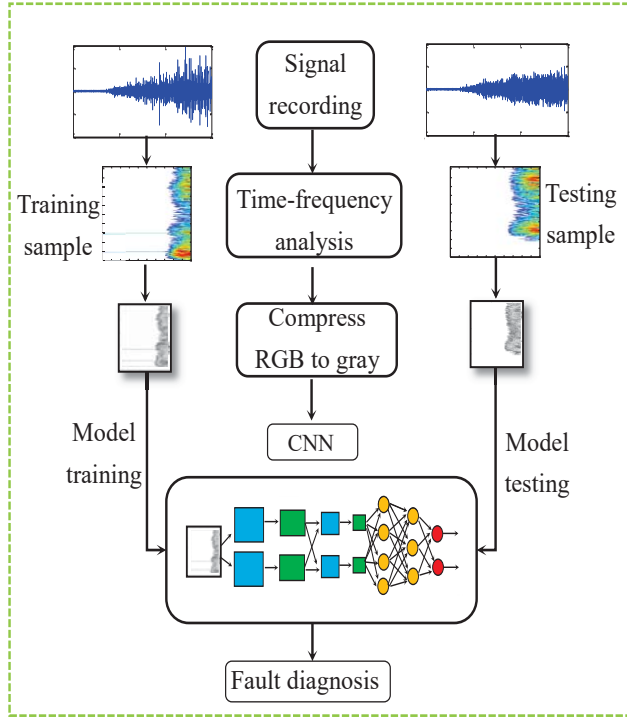 Signal
recording
Training
sample
Time-frequency
analysis
Testing
sample
Compress
RGB to gray
CNN
Model
training
Model
testing
Fault diagnosis